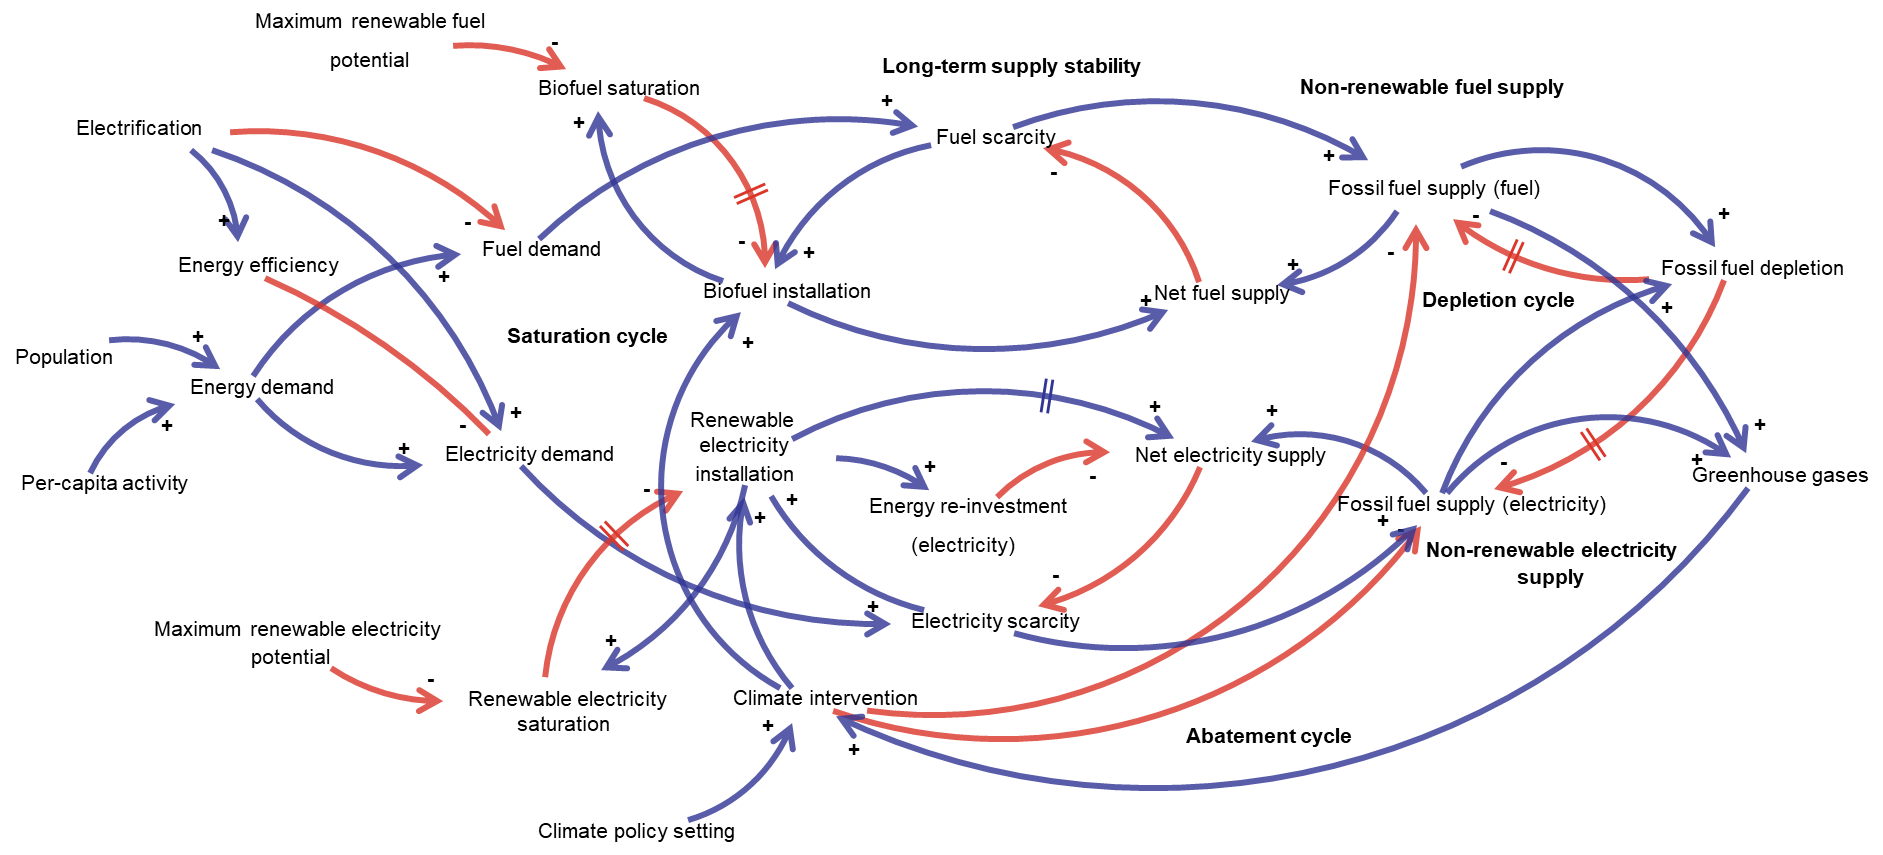 Maximum renewable fuel
potential
Biofuel saturation
Long-term supply stability
Non-renewable fuel supply
Electrification
Fuel scarcity
Fossil fuel supply (fuel)
Fuel demand
Energy efficiency
Fossil fuel depletion
Biofuel installation
Net fuel supply
Depletion cycle
Saturation cycle
Population
Energy demand
Renewable
electricity
installation
Electricity demand
Net electricity supply
Per-capita activity
Greenhouse gases
Energy re-investment
(electricity)
Fossil fuel supply (electricity)
Non-renewable electricity
supply
Electricity scarcity
Maximum renewable electricity
potential
Renewable electricity
saturation
Climate intervention
Abatement cycle
Climate policy setting